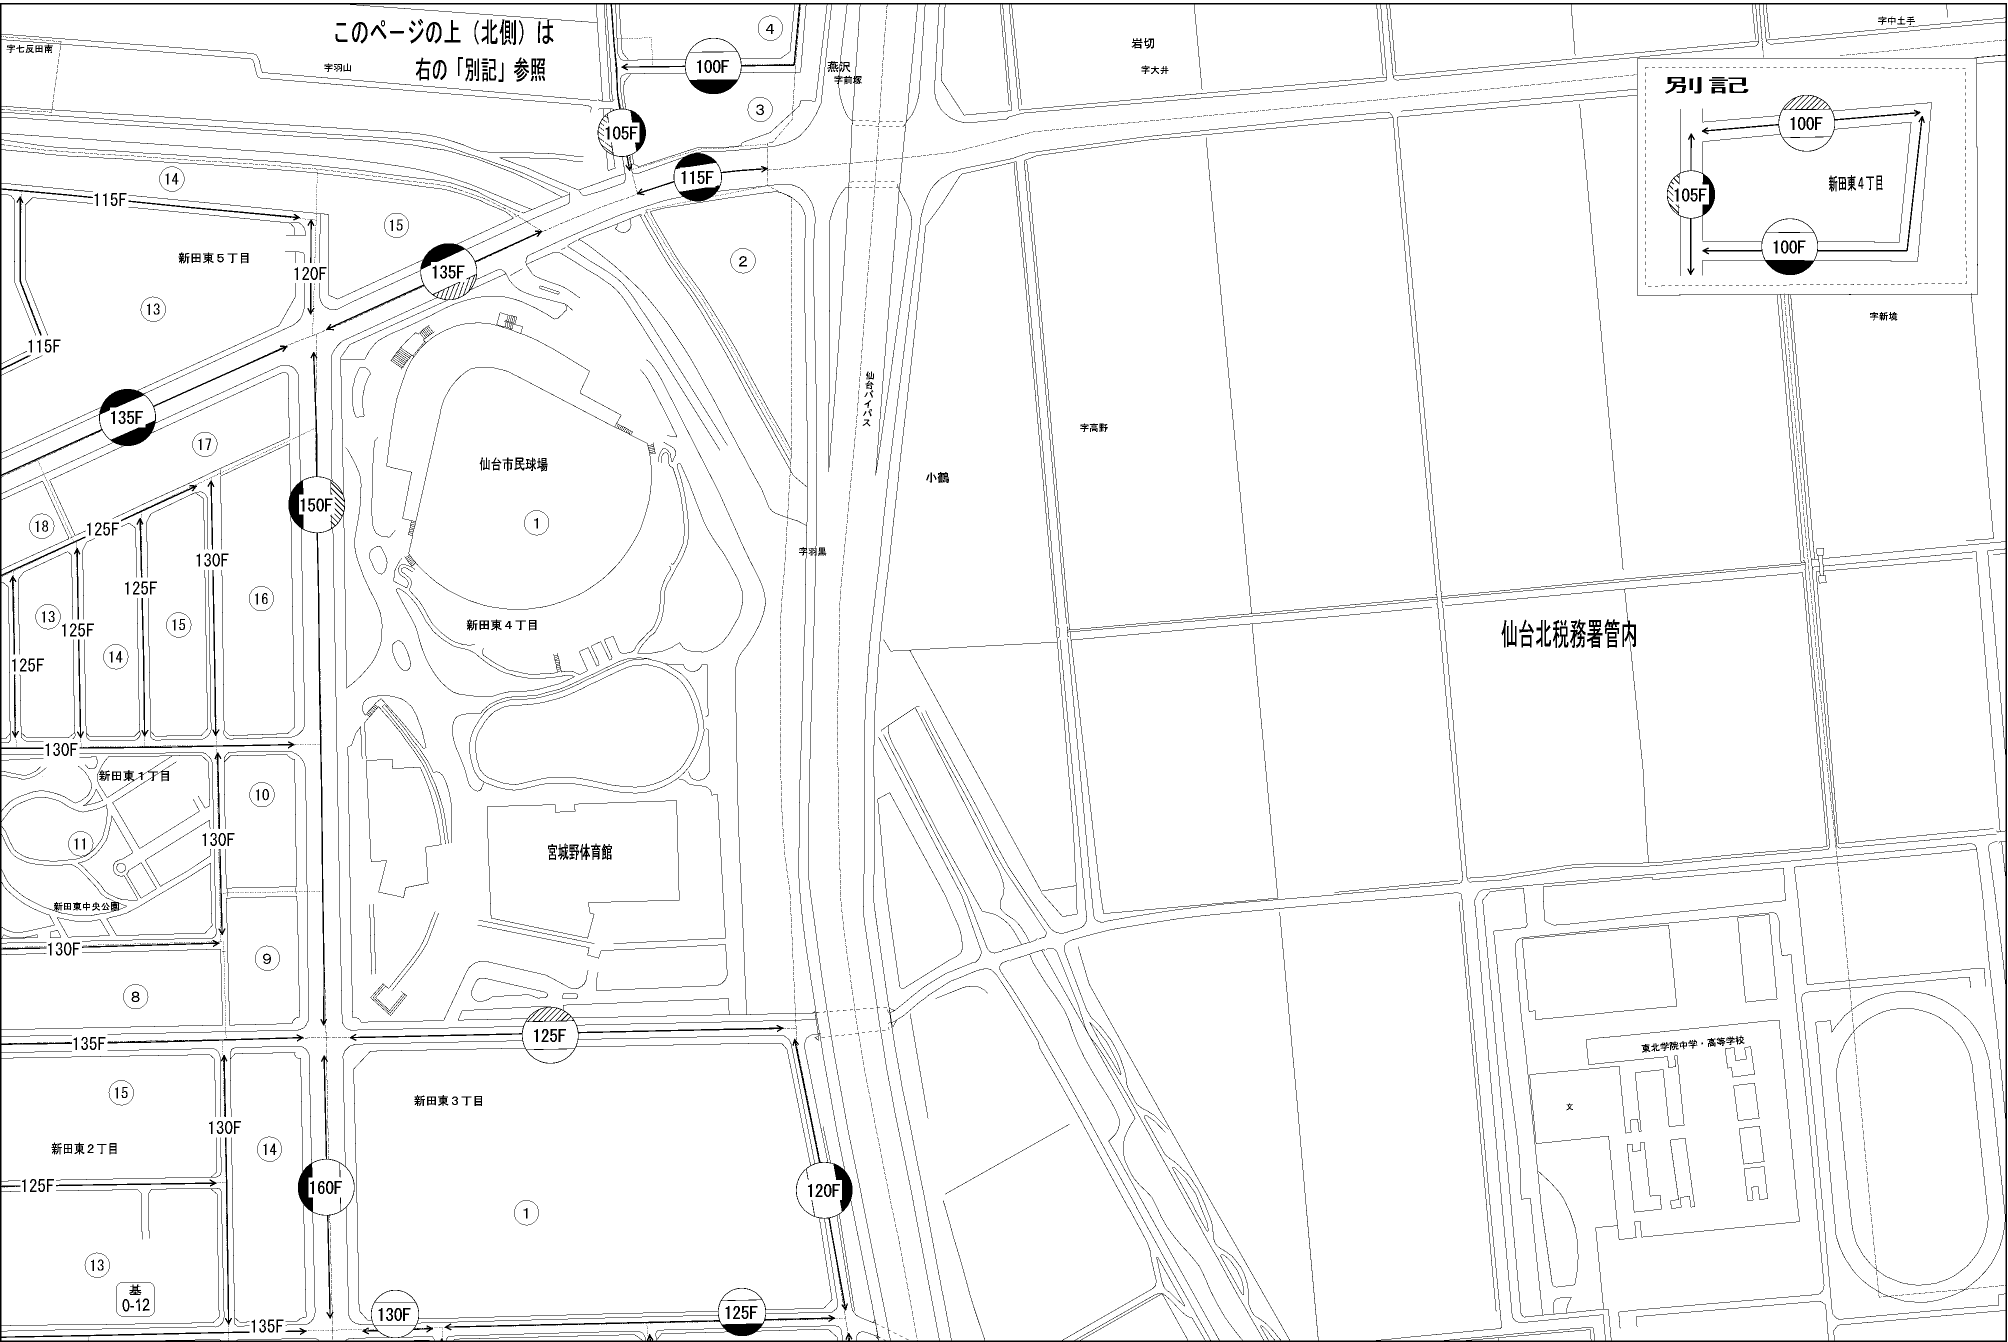 このページの上（北側）は
右の「別記」参照
字七反田南
字羽山
④
100F
燕沢
字前塚
岩切
字大井
字中土手
③
105F
115F
別記
100F
105F
新田東４丁目
100F
字新境
⑭
115F
⑮
新田東５丁目
120F
135F
②
⑬
115F
135F
⑰
仙台バイパス
字高野
小鶴
仙台市民球場
①
150F
⑱
125F
130F
125F
字羽黒
⑬
125F
⑭
⑮
⑯
125F
新田東４丁目
仙台北税務署管内
130F
新田東１丁目
⑩
⑪
130F
宮城野体育館
新田東中央公園
130F
⑨
⑧
135F
125F
東北学院中学・高等学校
文
⑮
新田東３丁目
130F
新田東２丁目
⑭
125F
160F
120F
①
⑬
基
0-12
135F
130F
125F